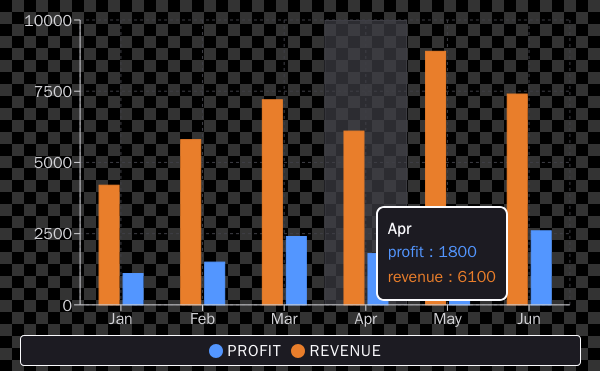 10000
7500
5000
2500
0
Jan Feb Mar Apr May Jun
Apr
profit : 1800
revenue : 6100
PROFIT REVENUE